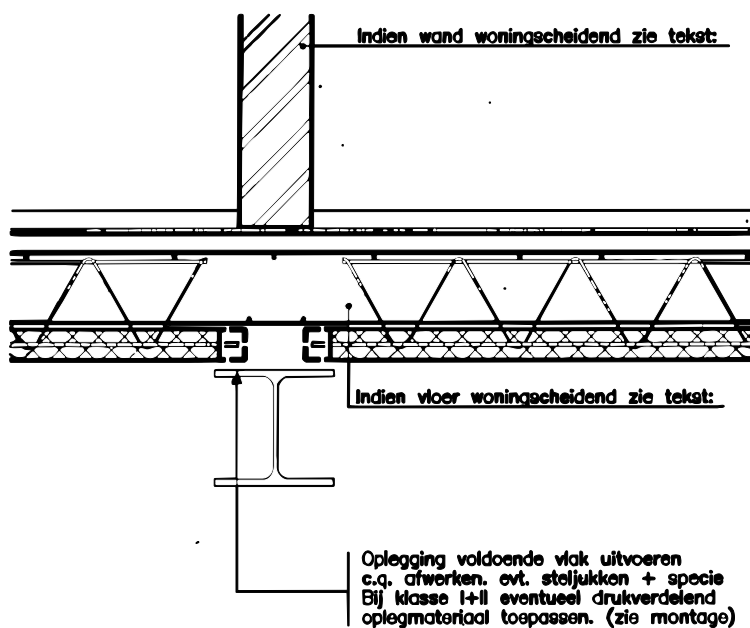 Indien wand woningscheidend zie tekst:
Indien vloer woningscheidend zie tekst:
Oplegging voldoende vlak uitvoeren
c.q. afwerken. evt. steljukken + specie
Bij klasse I+II eventueel drukverdelend
oplegmateriaal toepassen. (zie montage)